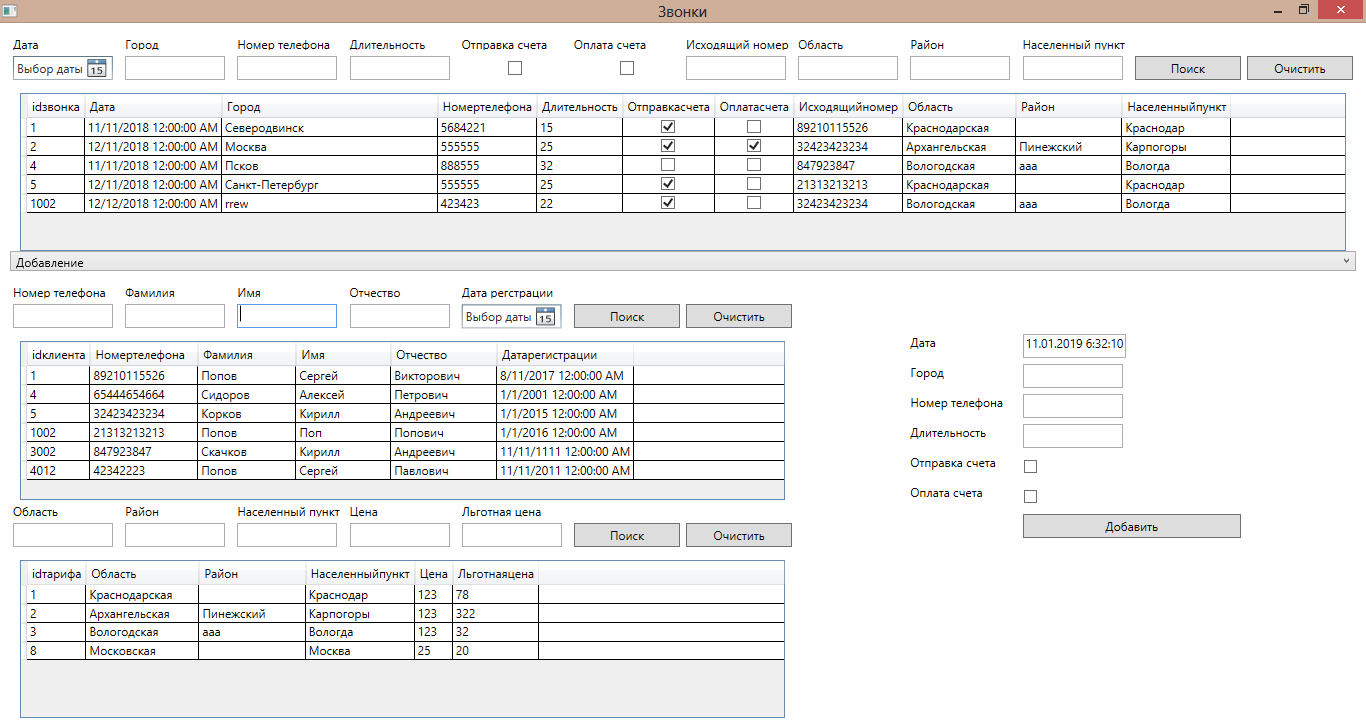 Звонки
Дата Город Номер телефона Длительность Отправка счета Оплата счета Исходящий номер Область Район Населенный пункт
Выбор даты 15 Поиск Очистить
idзвонка Дата Город Номертелефона Длительность Отправкасчета Оплатасчета Исходящийномер Область Район Населенныйпункт
1 11/11/2018 12:00:00 AM Северодвинск 5684221 15 89210115526 Краснодарская Краснодар
2 12/11/2018 12:00:00 AM Москва 555555 25 32423423234 Архангельская Пинежский Карпогоры
4 11/11/2018 12:00:00 AM Псков 888555 32 847923847 Вологодская ааа Вологда
5 12/11/2018 12:00:00 AM Санкт-Петербург 555555 25 21313213213 Краснодарская Краснодар
1002 12/12/2018 12:00:00 AM rrew 423423 22 32423423234 Вологодская ааа Вологда
Добавление
Номер телефона Фамилия Имя Отчество Дата регстрации
Выбор даты 15 Поиск Очистить
idклиента Номертелефона Фамилия Имя Отчество Датарегистрации
1 89210115526 Попов Сергей Викторович 8/11/2017 12:00:00 AM
4 65444654664 Сидоров Алексей Петрович 1/1/2001 12:00:00 AM
5 32423423234 Корков Кирилл Андреевич 1/1/2015 12:00:00 AM
1002 21313213213 Попов Поп Попович 1/1/2016 12:00:00 AM
3002 847923847 Скачков Кирилл Андреевич 11/11/1111 12:00:00 AM
4012 42342223 Попов Сергей Павлович 11/11/2011 12:00:00 AM
Область Район Населенный пункт Цена Льготная цена
Поиск Очистить
idтарифа Область Район Населенныйпункт Цена Льготнаяцена
1 Краснодарская Краснодар 123 78
2 Архангельская Пинежский Карпогоры 123 322
3 Вологодская ааа Вологда 123 32
8 Московская Москва 25 20
Дата 11.01.2019 6:32:10
Город
Номер телефона
Длительность
Отправка счета
Оплата счета
Добавить